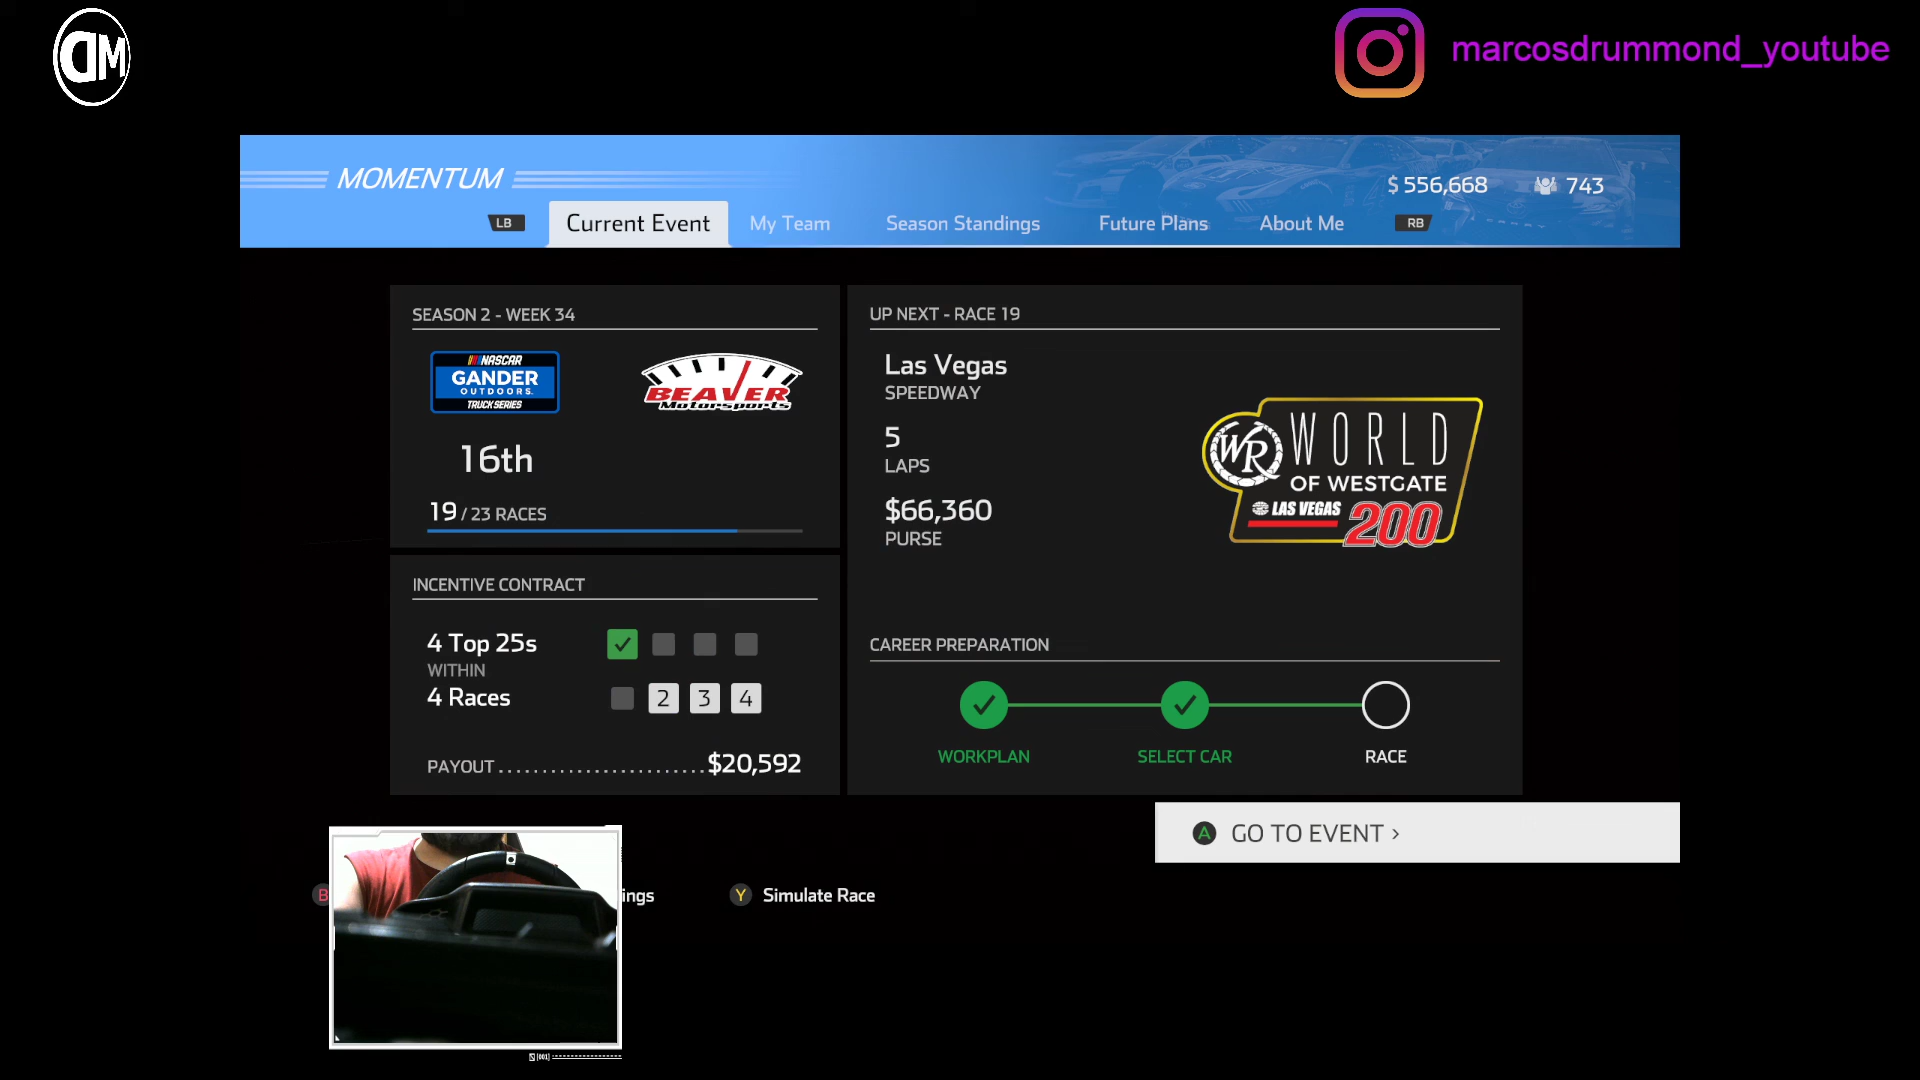 DM
marcosdrummond_youtube
MOMENTUM
$ 556,668
743
LB
Current Event
My Team
Season Standings
Future Plans
About Me
RB
SEASON 2 - WEEK 34
NASCAR
GANDER
OUTDOORS
TRUCK SERIES
BEAVER
Motorsports
16th
19 / 23 RACES
INCENTIVE CONTRACT
4 Top 25s
WITHIN
4 Races
2 3 4
PAYOUT ........................ $20,592
UP NEXT - RACE 19
Las Vegas
SPEEDWAY
5
LAPS
$66,360
PURSE
WR
WORLD
OF WESTGATE
LAS VEGAS
200
CAREER PREPARATION
WORKPLAN
SELECT CAR
RACE
A GO TO EVENT ›
B
ings
Y Simulate Race